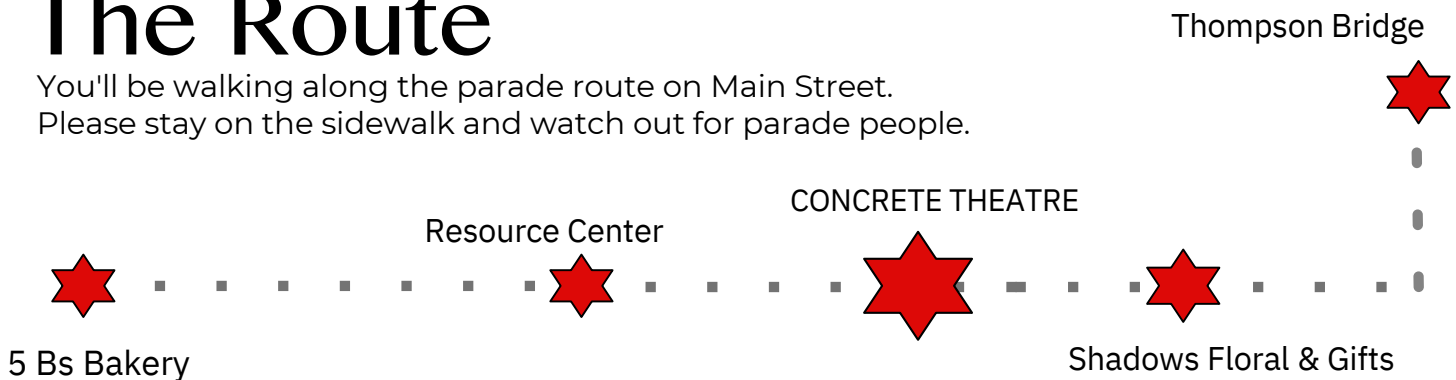 The Route
Thompson Bridge
You'll be walking along the parade route on Main Street.
Please stay on the sidewalk and watch out for parade people.
CONCRETE THEATRE
Resource Center
5 Bs Bakery
Shadows Floral & Gifts